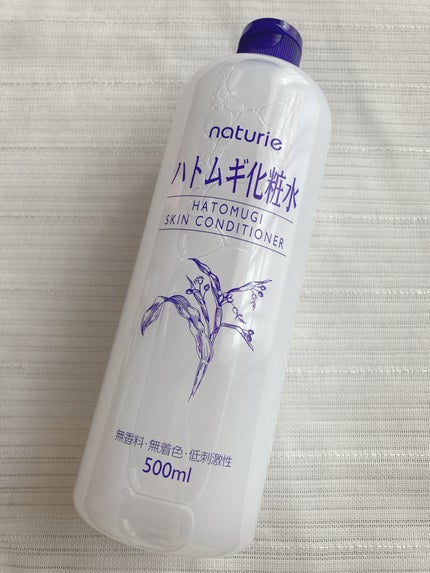 naturie
ハトムギ化粧水
HATOMUGI
SKIN CONDITIONER
無香料・無着色・低刺激性
500ml